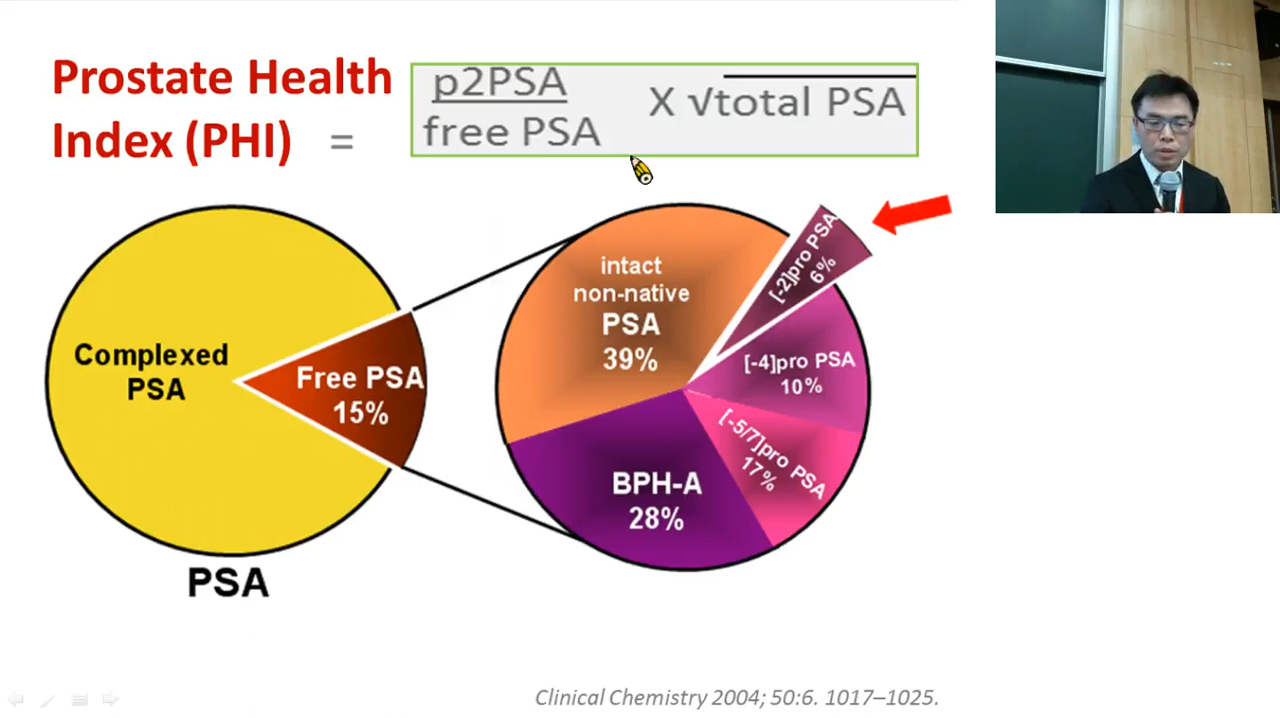 Prostate Health
Index (PHI) =
p2PSA
free PSA
X √total PSA
Complexed
PSA
Free PSA
15%
PSA
intact
non-native
PSA
39%
[-2]pro PSA
6%
[-4]pro PSA
10%
[-5/7]pro PSA
17%
BPH-A
28%
Clinical Chemistry 2004; 50:6. 1017–1025.